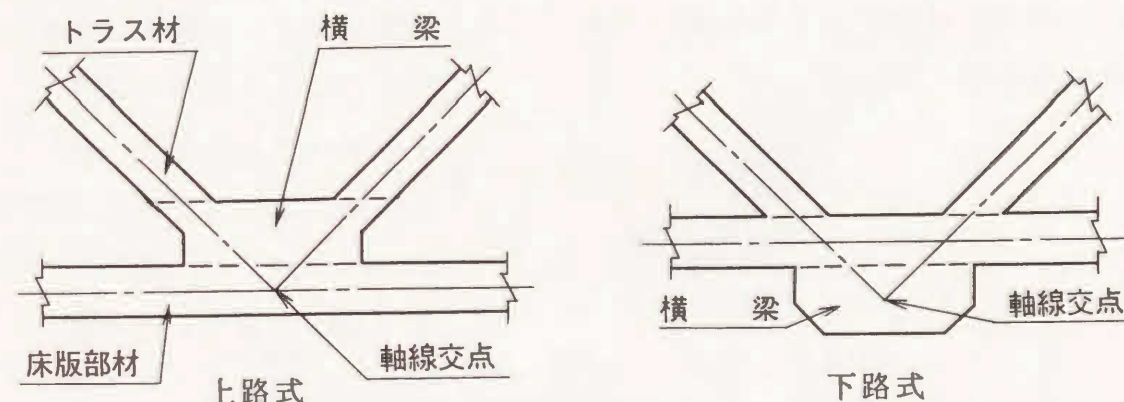 トラス材
横 梁
床版部材
軸線交点
上路式
横 梁
軸線交点
下路式